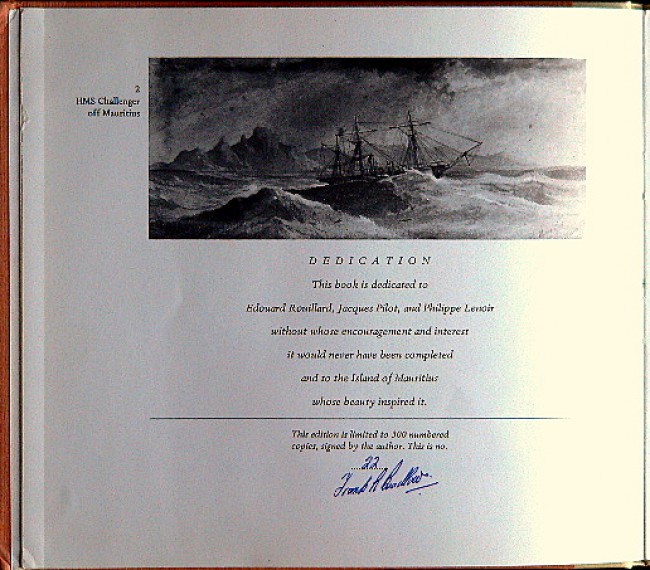 2
HMS Challenger
off Mauritius
DEDICATION
This book is dedicated to
Edouard Rouillard, Jacques Pilot, and Philippe Lenoir
without whose encouragement and interest
it would never have been completed
and to the Island of Mauritius
whose beauty inspired it.
This edition is limited to 500 numbered
copies, signed by the author. This is no.
....22....
Frank R